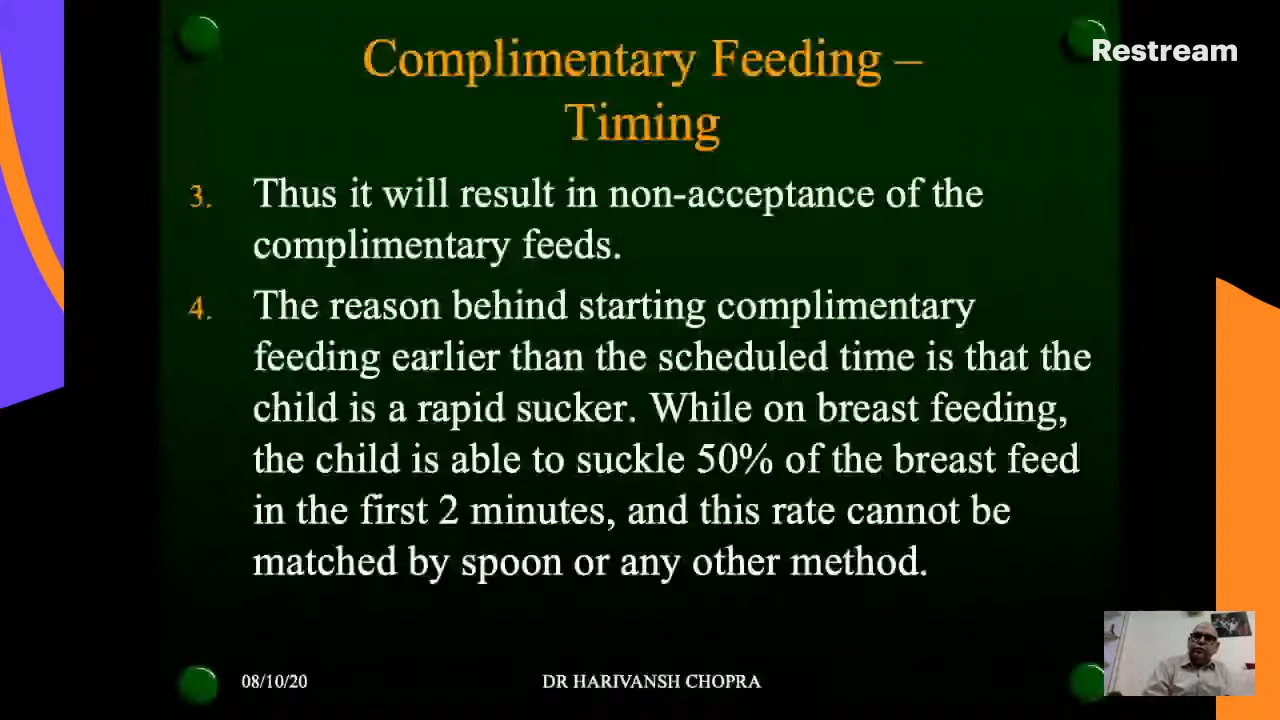 Restream
Complimentary Feeding –
Timing
3. Thus it will result in non-acceptance of the
complimentary feeds.
4. The reason behind starting complimentary
feeding earlier than the scheduled time is that the
child is a rapid sucker. While on breast feeding,
the child is able to suckle 50% of the breast feed
in the first 2 minutes, and this rate cannot be
matched by spoon or any other method.
08/10/20 DR HARIVANSH CHOPRA